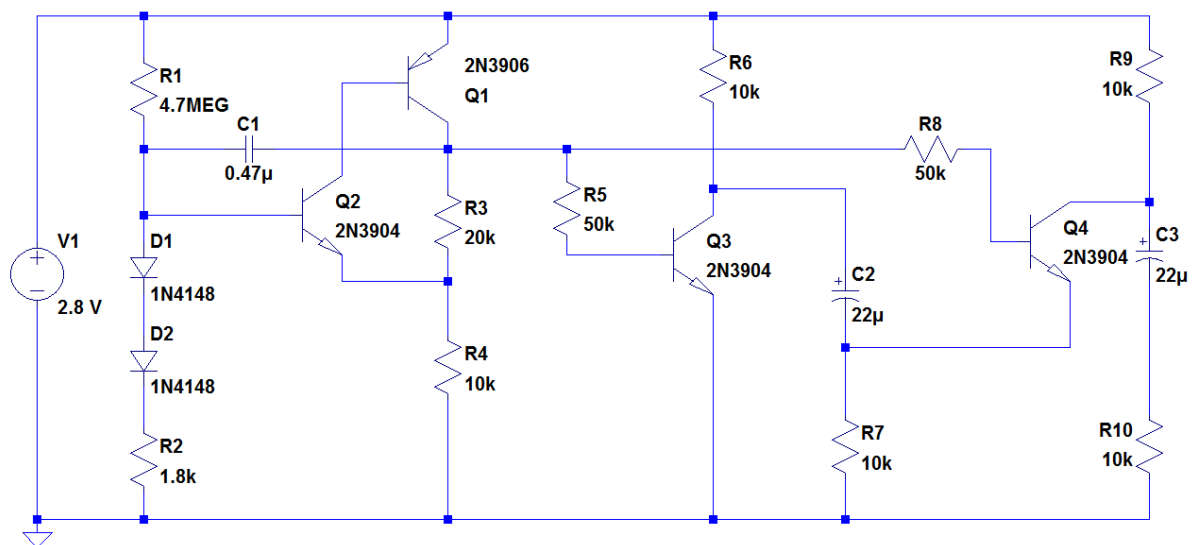 R1
4.7MEG
C1
0.47µ
2N3906
Q1
R6
10k
R9
10k
R8
50k
Q2
2N3904
R3
20k
R5
50k
Q3
2N3904
Q4
2N3904
C3
22µ
V1
2.8 V
D1
1N4148
D2
1N4148
C2
22µ
R4
10k
R2
1.8k
R7
10k
R10
10k